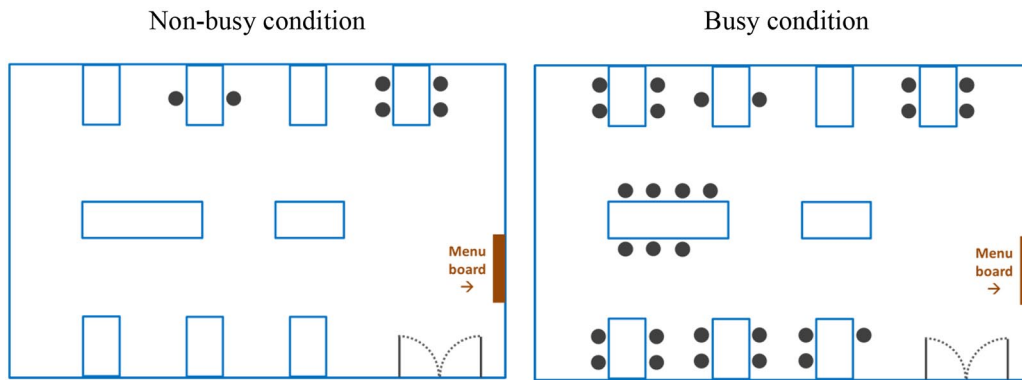 Non-busy condition
Busy condition
Menu
board
→
Menu
board
→